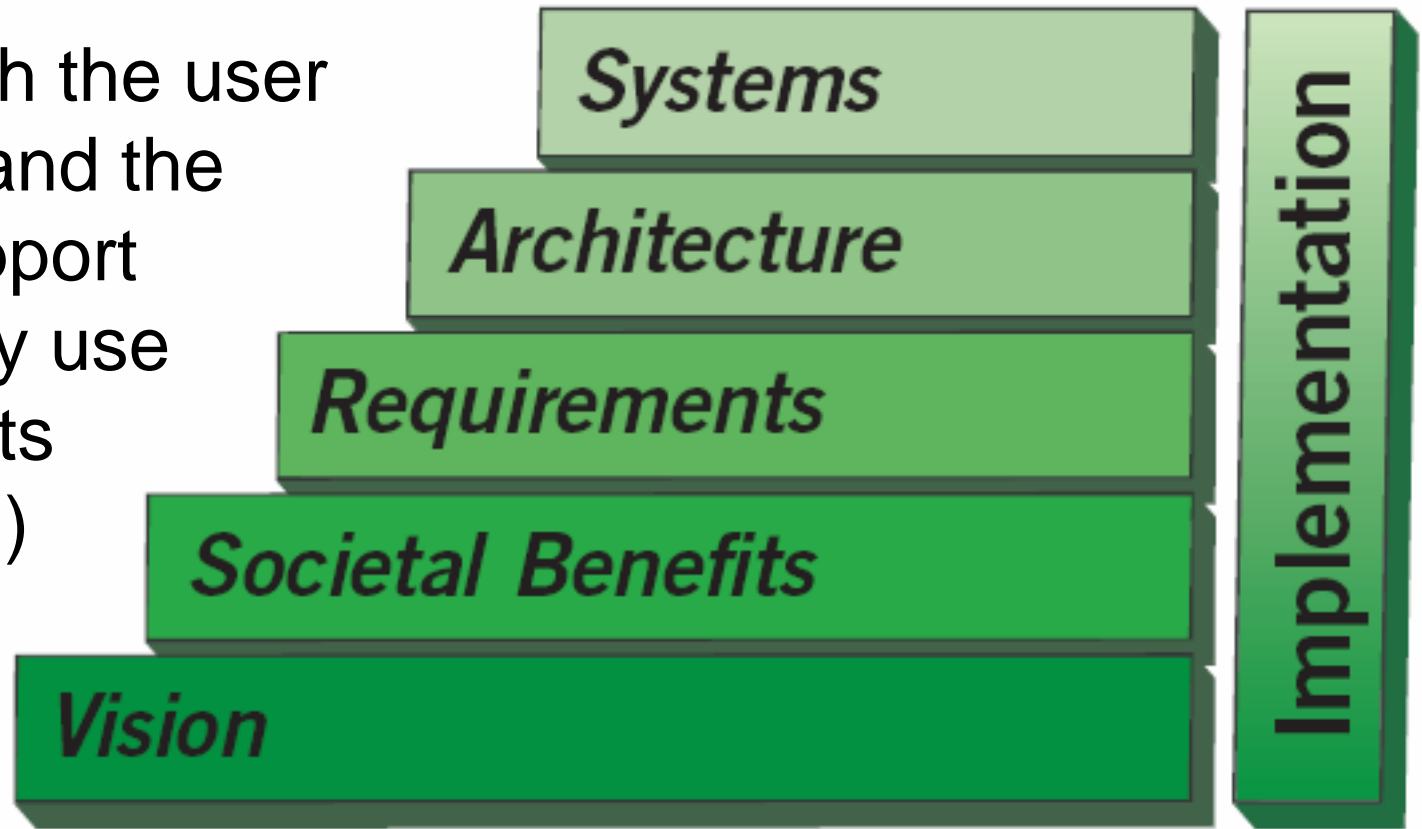 h the user
and the
pport
y use
ts
)
Systems
Architecture
Requirements
Societal Benefits
Vision
Implementation